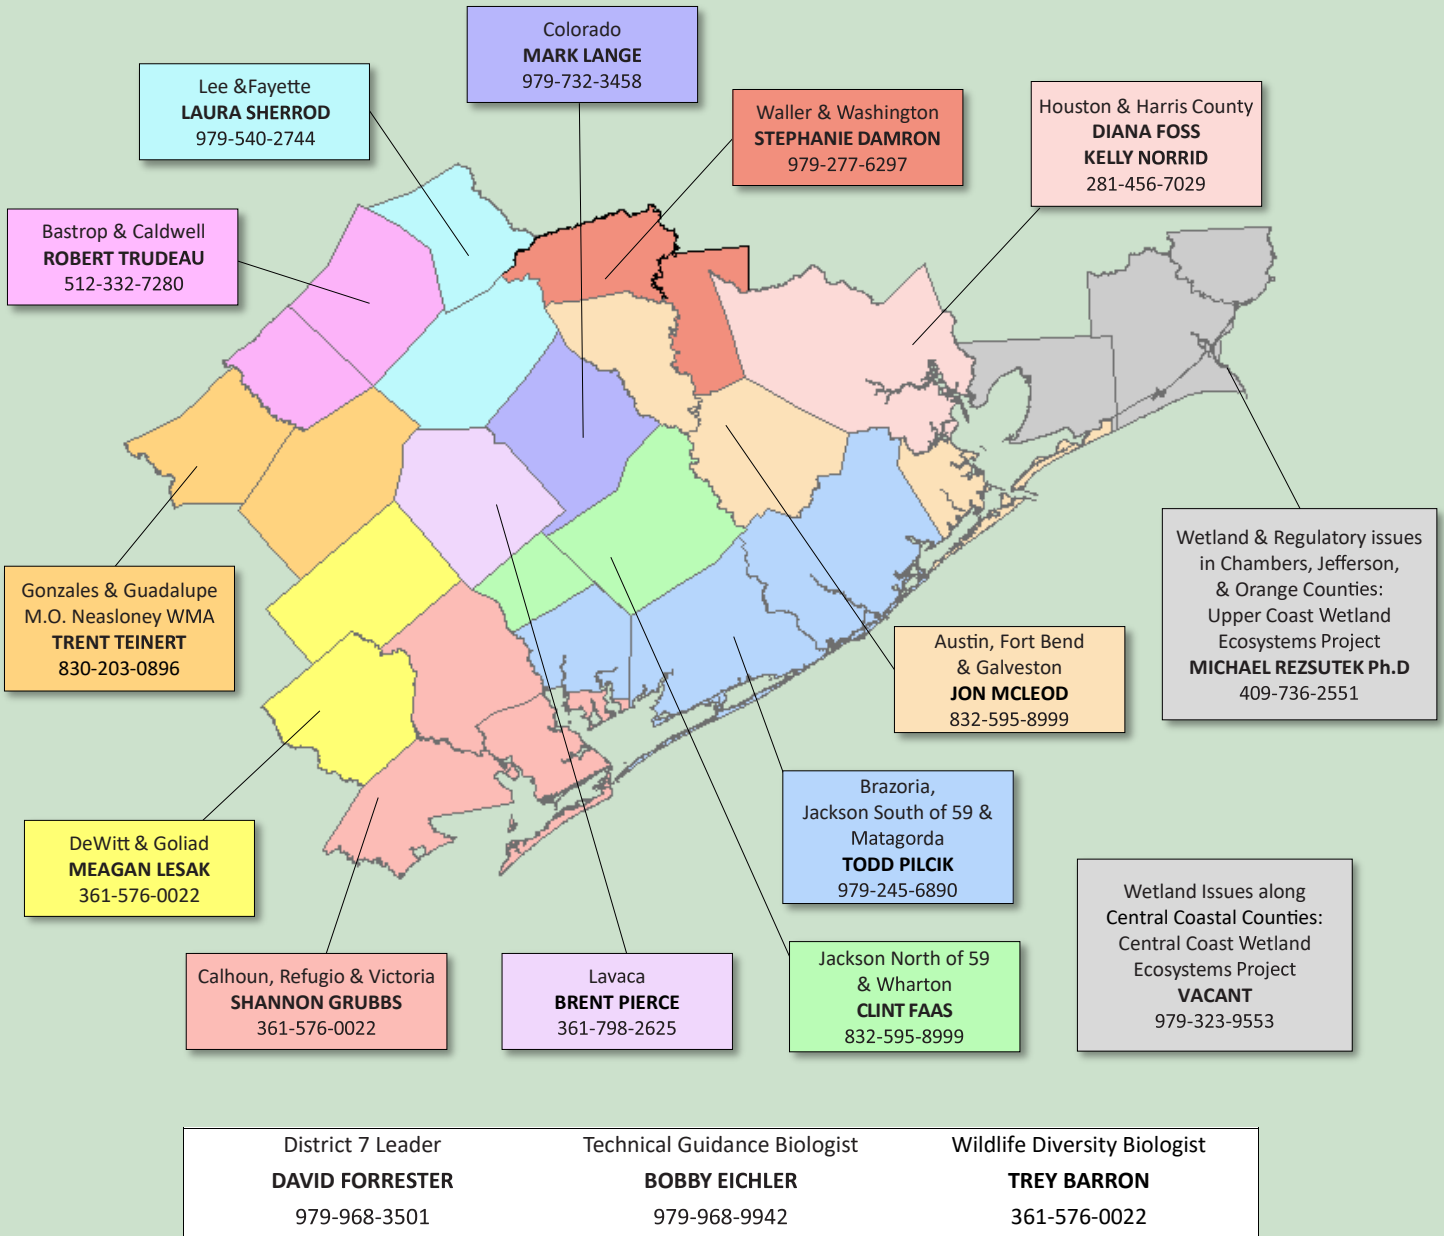 Colorado
MARK LANGE
979-732-3458
Lee &Fayette
LAURA SHERROD
979-540-2744
Waller & Washington
STEPHANIE DAMRON
979-277-6297
Houston & Harris County
DIANA FOSS
KELLY NORRID
281-456-7029
Bastrop & Caldwell
ROBERT TRUDEAU
512-332-7280
Wetland & Regulatory issues
in Chambers, Jefferson,
& Orange Counties:
Upper Coast Wetland
Ecosystems Project
MICHAEL REZSUTEK Ph.D
409-736-2551
Gonzales & Guadalupe
M.O. Neasloney WMA
TRENT TEINERT
830-203-0896
Austin, Fort Bend
& Galveston
JON MCLEOD
832-595-8999
Brazoria,
Jackson South of 59 &
Matagorda
TODD PILCIK
979-245-6890
DeWitt & Goliad
MEAGAN LESAK
361-576-0022
Wetland Issues along
Central Coastal Counties:
Central Coast Wetland
Ecosystems Project
VACANT
979-323-9553
Calhoun, Refugio & Victoria
SHANNON GRUBBS
361-576-0022
Lavaca
BRENT PIERCE
361-798-2625
Jackson North of 59
& Wharton
CLINT FAAS
832-595-8999
District 7 Leader
DAVID FORRESTER
979-968-3501
Technical Guidance Biologist
BOBBY EICHLER
979-968-9942
Wildlife Diversity Biologist
TREY BARRON
361-576-0022